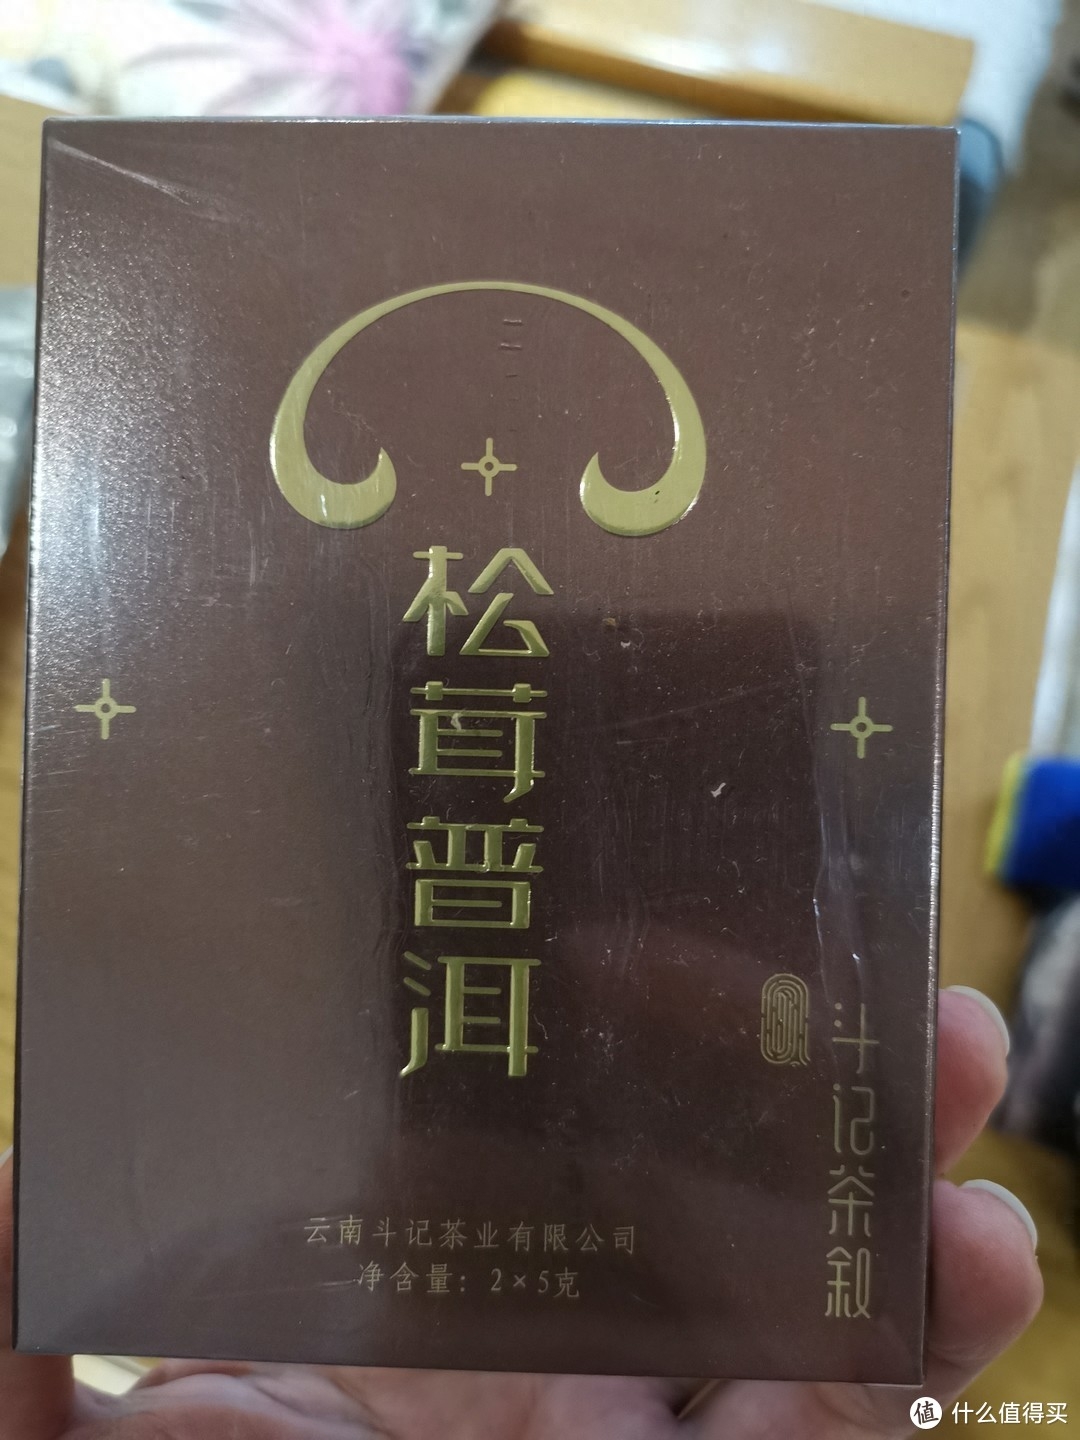 松茸普洱
斗记茶叙
云南斗记茶业有限公司
净含量：2×5克
值 什么值得买